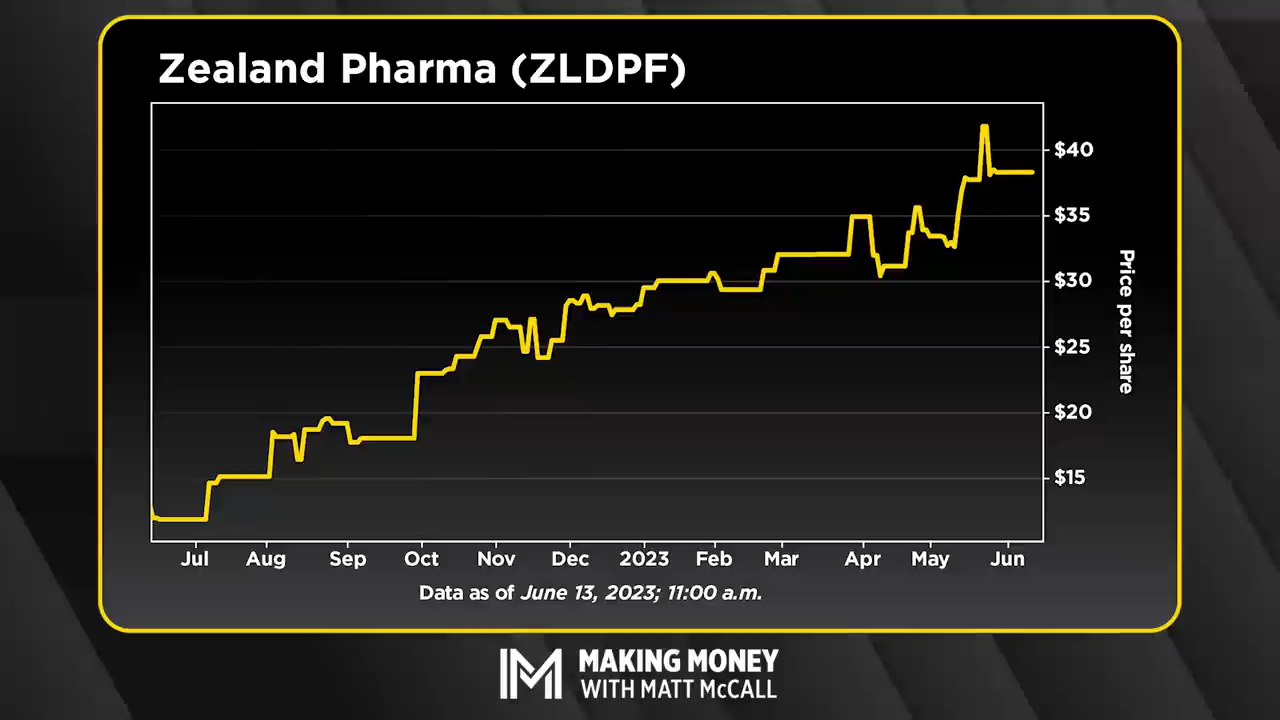 Zealand Pharma (ZLDPF)
$40
$35
$30
$25
$20
$15
Price per share
Jul Aug Sep Oct Nov Dec 2023 Feb Mar Apr May Jun
Data as of June 13, 2023; 11:00 a.m.
MAKING MONEY
WITH MATT McCALL